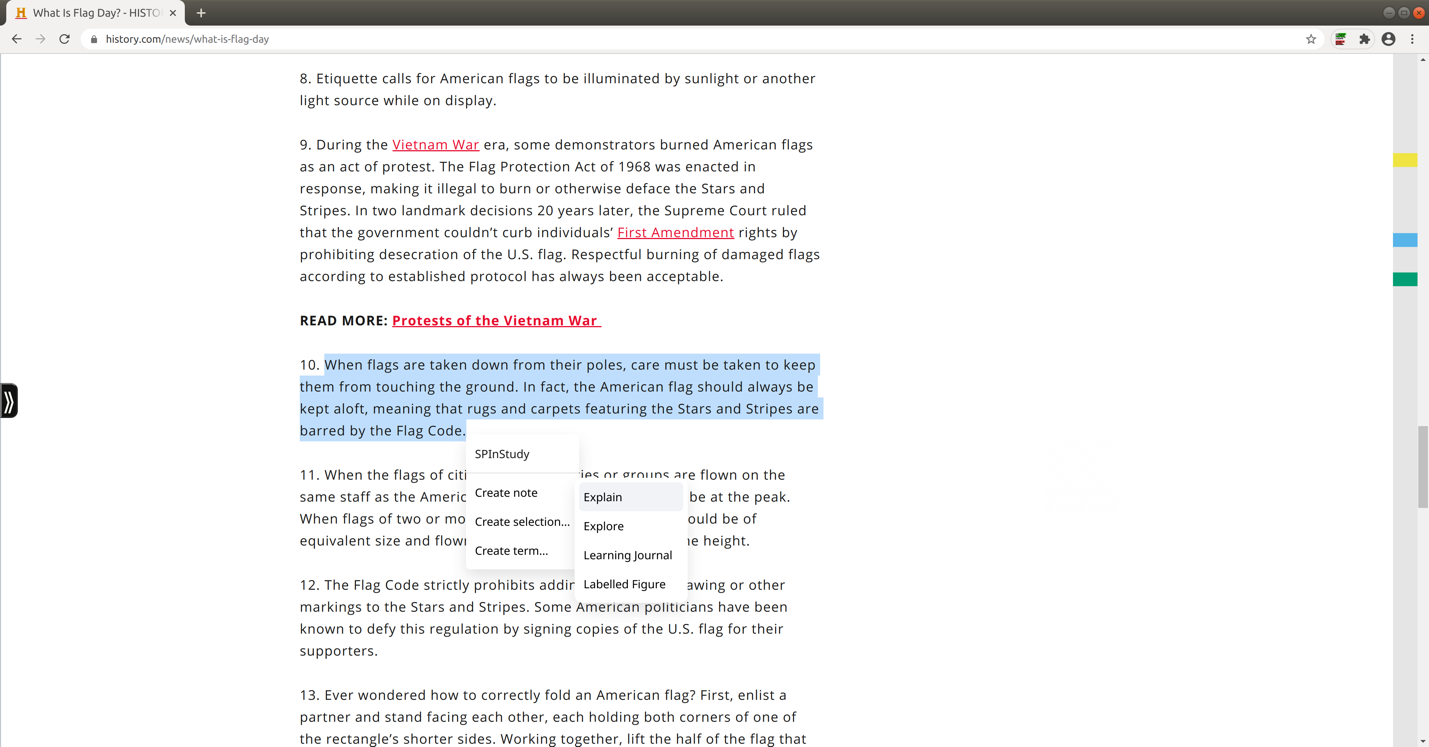 What Is Flag Day? - HISTO
history.com/news/what-is-flag-day
8. Etiquette calls for American flags to be illuminated by sunlight or another
light source while on display.
9. During the Vietnam War era, some demonstrators burned American flags
as an act of protest. The Flag Protection Act of 1968 was enacted in
response, making it illegal to burn or otherwise deface the Stars and
Stripes. In two landmark decisions 20 years later, the Supreme Court ruled
that the government couldn’t curb individuals’ First Amendment rights by
prohibiting desecration of the U.S. flag. Respectful burning of damaged flags
according to established protocol has always been acceptable.
READ MORE: Protests of the Vietnam War
10. When flags are taken down from their poles, care must be taken to keep
them from touching the ground. In fact, the American flag should always be
kept aloft, meaning that rugs and carpets featuring the Stars and Stripes are
barred by the Flag Code.
SPInStudy
Create note
Create selection...
Create term...
Explain
Explore
Learning Journal
Labelled Figure
11. When the flags of citi ies or groups are flown on the
same staff as the Americ be at the peak.
When flags of two or mo ould be of
equivalent size and flow e height.
12. The Flag Code strictly prohibits addin awing or other
markings to the Stars and Stripes. Some American politicians have been
known to defy this regulation by signing copies of the U.S. flag for their
supporters.
13. Ever wondered how to correctly fold an American flag? First, enlist a
partner and stand facing each other, each holding both corners of one of
the rectangle’s shorter sides. Working together, lift the half of the flag that